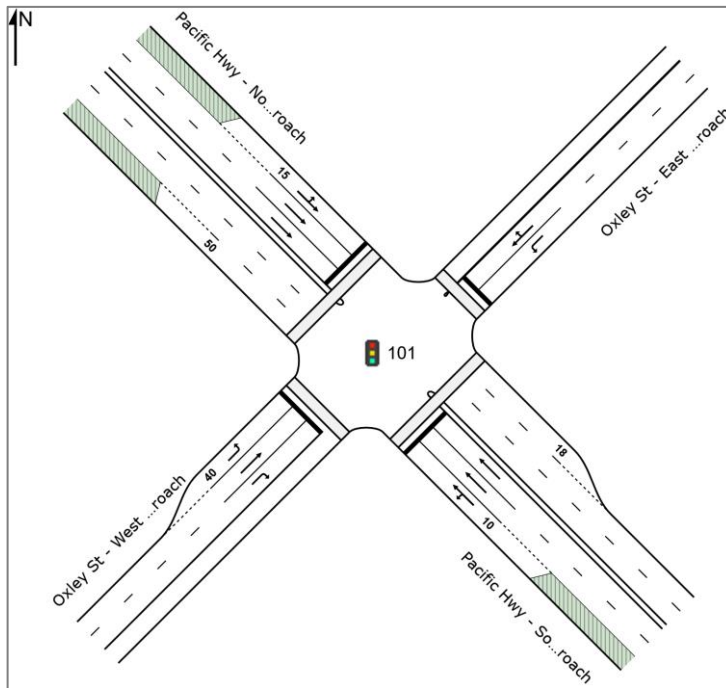 N
Pacific Hwy - No...roach
15
50
Oxley St - East ...roach
101
40
18
10
Oxley St - West ...roach
Pacific Hwy - So...roach